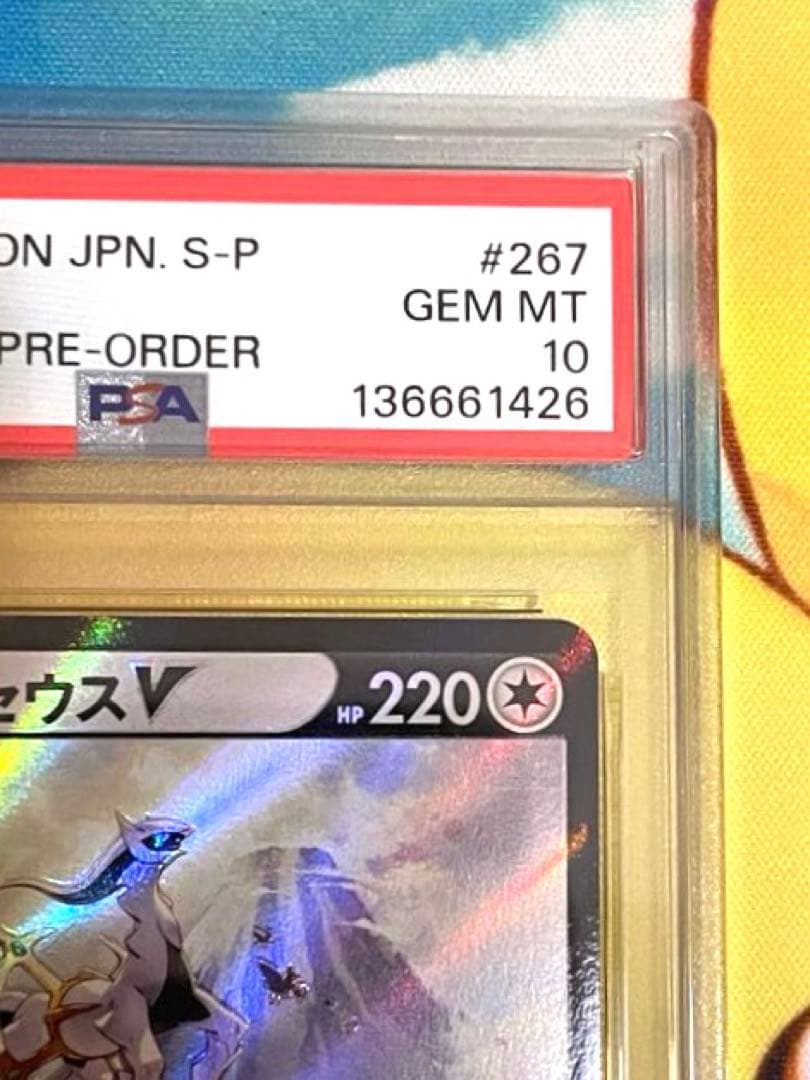 ON JPN. S-P #267
GEM MT
PRE-ORDER 10
PSA 136661426
セウスV HP 220